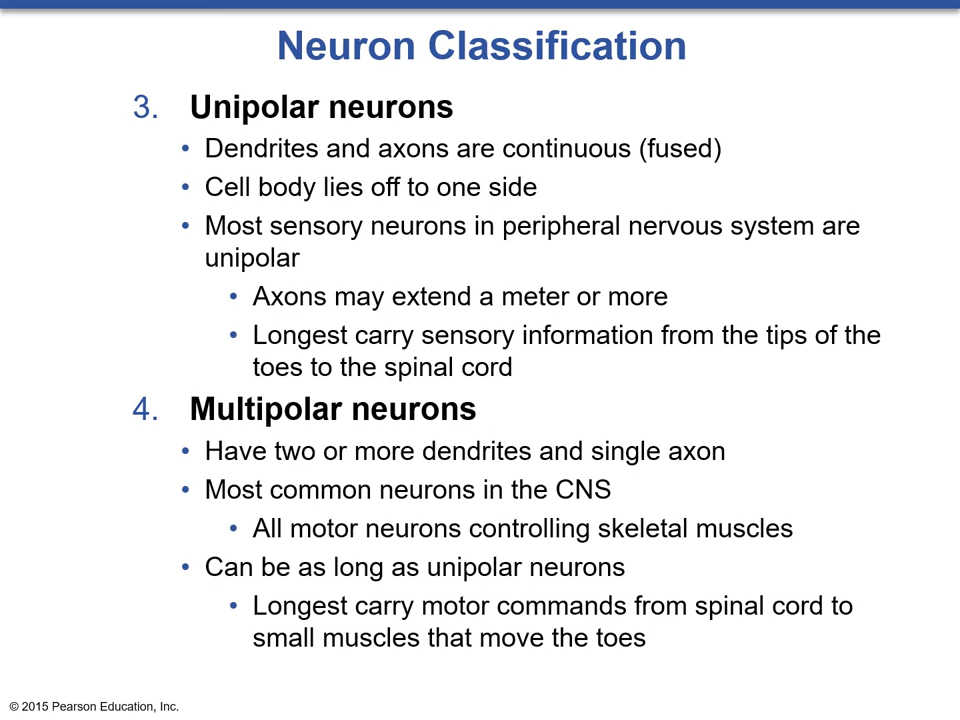 Neuron Classification
3. Unipolar neurons
• Dendrites and axons are continuous (fused)
• Cell body lies off to one side
• Most sensory neurons in peripheral nervous system are
unipolar
• Axons may extend a meter or more
• Longest carry sensory information from the tips of the
toes to the spinal cord
4. Multipolar neurons
• Have two or more dendrites and single axon
• Most common neurons in the CNS
• All motor neurons controlling skeletal muscles
• Can be as long as unipolar neurons
• Longest carry motor commands from spinal cord to
small muscles that move the toes
© 2015 Pearson Education, Inc.